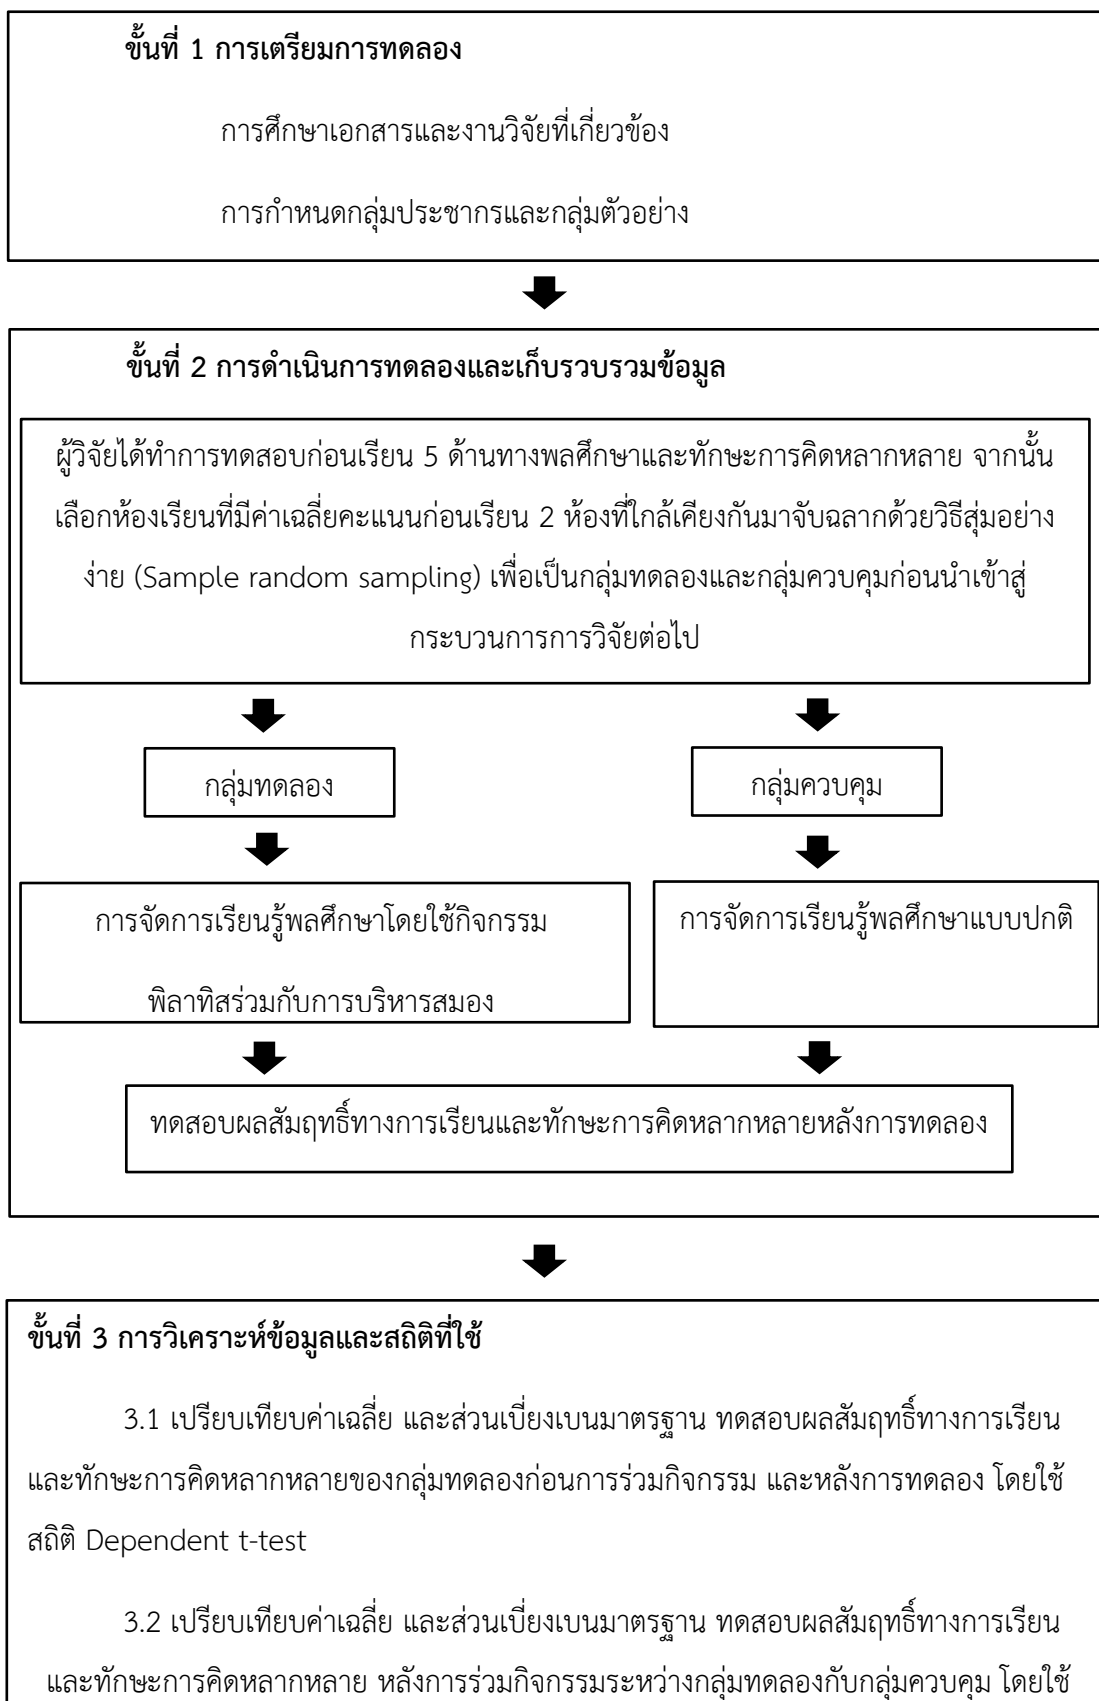 ขั้นที่ 1 การเตรียมการทดลอง
การศึกษาเอกสารและงานวิจัยที่เกี่ยวข้อง
การกำหนดกลุ่มประชากรและกลุ่มตัวอย่าง
ขั้นที่ 2 การดำเนินการทดลองและเก็บรวบรวมข้อมูล
ผู้วิจัยได้ทำการทดสอบก่อนเรียน 5 ด้านทางพลศึกษาและทักษะการคิดหลากหลาย จากนั้น
เลือกห้องเรียนที่มีค่าเฉลี่ยคะแนนก่อนเรียน 2 ห้องที่ใกล้เคียงกันมาจับฉลากด้วยวิธีสุ่มอย่าง
ง่าย (Sample random sampling) เพื่อเป็นกลุ่มทดลองและกลุ่มควบคุมก่อนนำเข้าสู่
กระบวนการการวิจัยต่อไป
กลุ่มทดลอง
กลุ่มควบคุม
การจัดการเรียนรู้พลศึกษาโดยใช้กิจกรรม
พิลาทิสร่วมกับการบริหารสมอง
การจัดการเรียนรู้พลศึกษาแบบปกติ
ทดสอบผลสัมฤทธิ์ทางการเรียนและทักษะการคิดหลากหลายหลังการทดลอง
ขั้นที่ 3 การวิเคราะห์ข้อมูลและสถิติที่ใช้
3.1 เปรียบเทียบค่าเฉลี่ย และส่วนเบี่ยงเบนมาตรฐาน ทดสอบผลสัมฤทธิ์ทางการเรียน
และทักษะการคิดหลากหลายของกลุ่มทดลองก่อนการร่วมกิจกรรม และหลังการทดลอง โดยใช้
สถิติ Dependent t-test
3.2 เปรียบเทียบค่าเฉลี่ย และส่วนเบี่ยงเบนมาตรฐาน ทดสอบผลสัมฤทธิ์ทางการเรียน
และทักษะการคิดหลากหลาย หลังการร่วมกิจกรรมระหว่างกลุ่มทดลองกับกลุ่มควบคุม โดยใช้